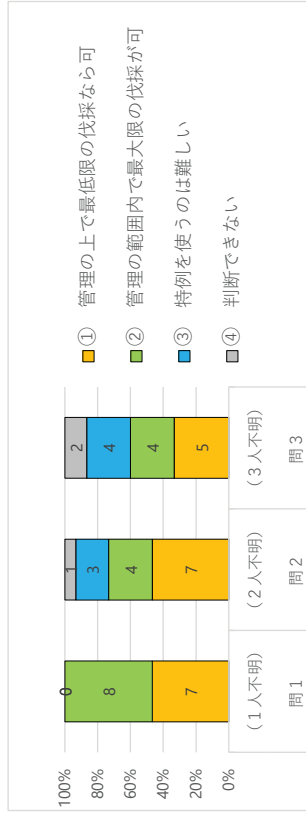 100%
80%
60%
40%
20%
0%
0
8
7
1
3
4
7
2
4
4
5
(1人不明)
(2人不明)
(3人不明)
問1
問2
問3
① 管理の上で最低限の伐採なら可
② 管理の範囲内で最大限の伐採が可
③ 特例を使うのは難しい
④ 判断できない